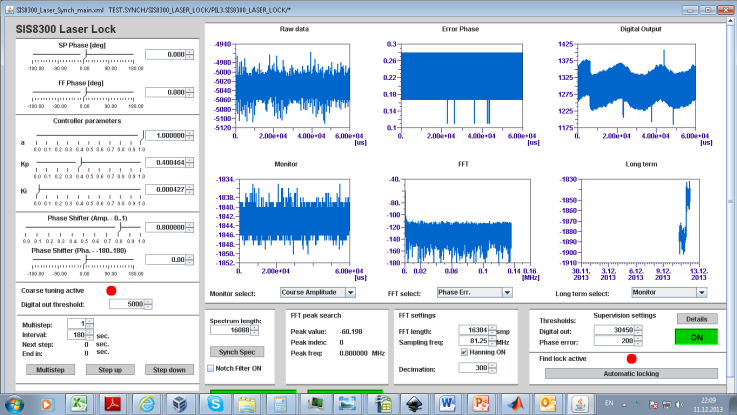 SIS8300_Laser_Synch_main.xml TEST.SYNCH/SIS8300_LASER_LOCK/PIL3.SIS8300_LASER_LOCK/*
SIS8300 Laser Lock
SP Phase [deg]
0.000
-180.00 -90.00 0.00 90.00 180.00
FF Phase [deg]
0.000
-180.00 -90.00 0.00 90.00 180.00
Controller parameters
a
1.000000
0.0 0.1 0.2 0.3 0.4 0.5 0.6 0.7 0.8 0.9 1.0
Kp
0.400464
0.0 0.1 0.2 0.3 0.4 0.5 0.6 0.7 0.8 0.9 1.0
Ki
0.000427
0.0 0.1 0.2 0.3 0.4 0.5 0.6 0.7 0.8 0.9 1.0
Phase Shifter (Amp. - 0..1)
0.800000
0.0 0.1 0.2 0.3 0.4 0.5 0.6 0.7 0.8 0.9 1.0
Phase Shifter (Pha. - -180..180)
0.00
-180.00 -90.00 0.00 90.00 180.00
Coarse tuning active
Digital out threshold:
5000
Multistep:
1
Interval:
180
sec.
Next step:
0
sec.
End in:
0
sec.
Multistep
Step up
Step down
Raw data
-4940
-4960
-4980
-5000
-5020
-5040
-5060
-5080
-5100
-5120
0. 2.00e+04 6.00e+04
[us]
Error Phase
0.3
0.26
0.22
0.18
0.14
0.1
0. 2.00e+04 6.00e+04
[us]
Digital Output
1425
1375
1325
1275
1225
1175
0. 2.00e+04 6.00e+04
[us]
Monitor
-1834.
-1836.
-1838.
-1840.
-1842.
-1844.
-1846.
-1848.
-1850.
-1852.
0. 2.00e+04 6.00e+04
[us]
FFT
-40.
-60.
-80.
-100.
-120.
-140.
-160.
-180.
0. 0.02 0.06 0.1 0.14 0.16
[MHz]
Long term
-1830
-1840
-1850
-1860
-1870
-1880
-1890
-1900
-1910
30.11. 3.12. 6.12. 9.12. 13.12.
2013 2013 2013 2013 2013
Monitor select:
Course Amplitude
FFT select:
Phase Err.
Long term select:
Monitor
Spectrum length:
16088
Synch Spec
Notch Filter ON
FFT peak search
Peak value:
-60.198
Peak index:
0
Peak freq:
0.000000 MHz
FFT settings
FFT length:
16384
smp
Sampling freq:
81.25
MHz
Hanning ON
Decimation:
300
Supervision settings
Thresholds:
Details
Digital out:
30450
Phase error:
200
ON
Find lock active
Automatic locking
EN
22:09
11.12.2013